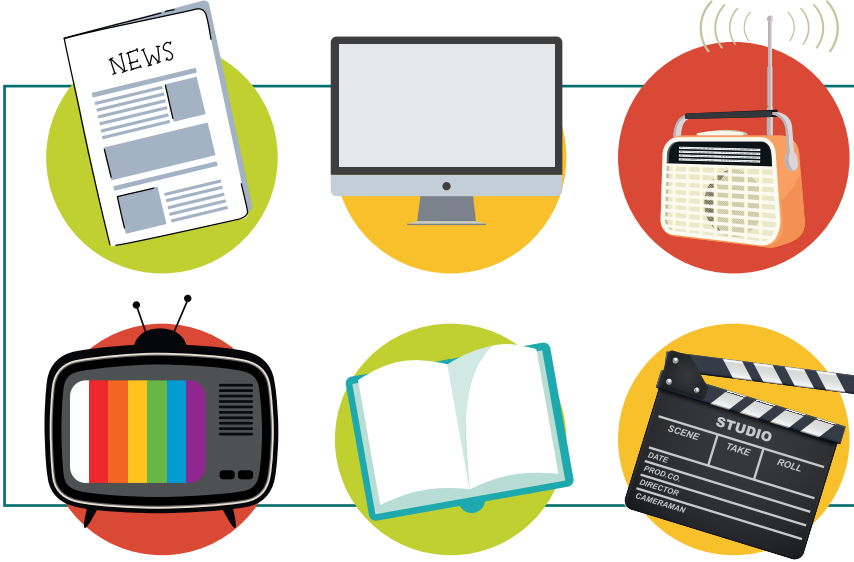 NEWS
STUDIO
SCENE TAKE ROLL
DATE
PROD.CO.
DIRECTOR
CAMERAMAN